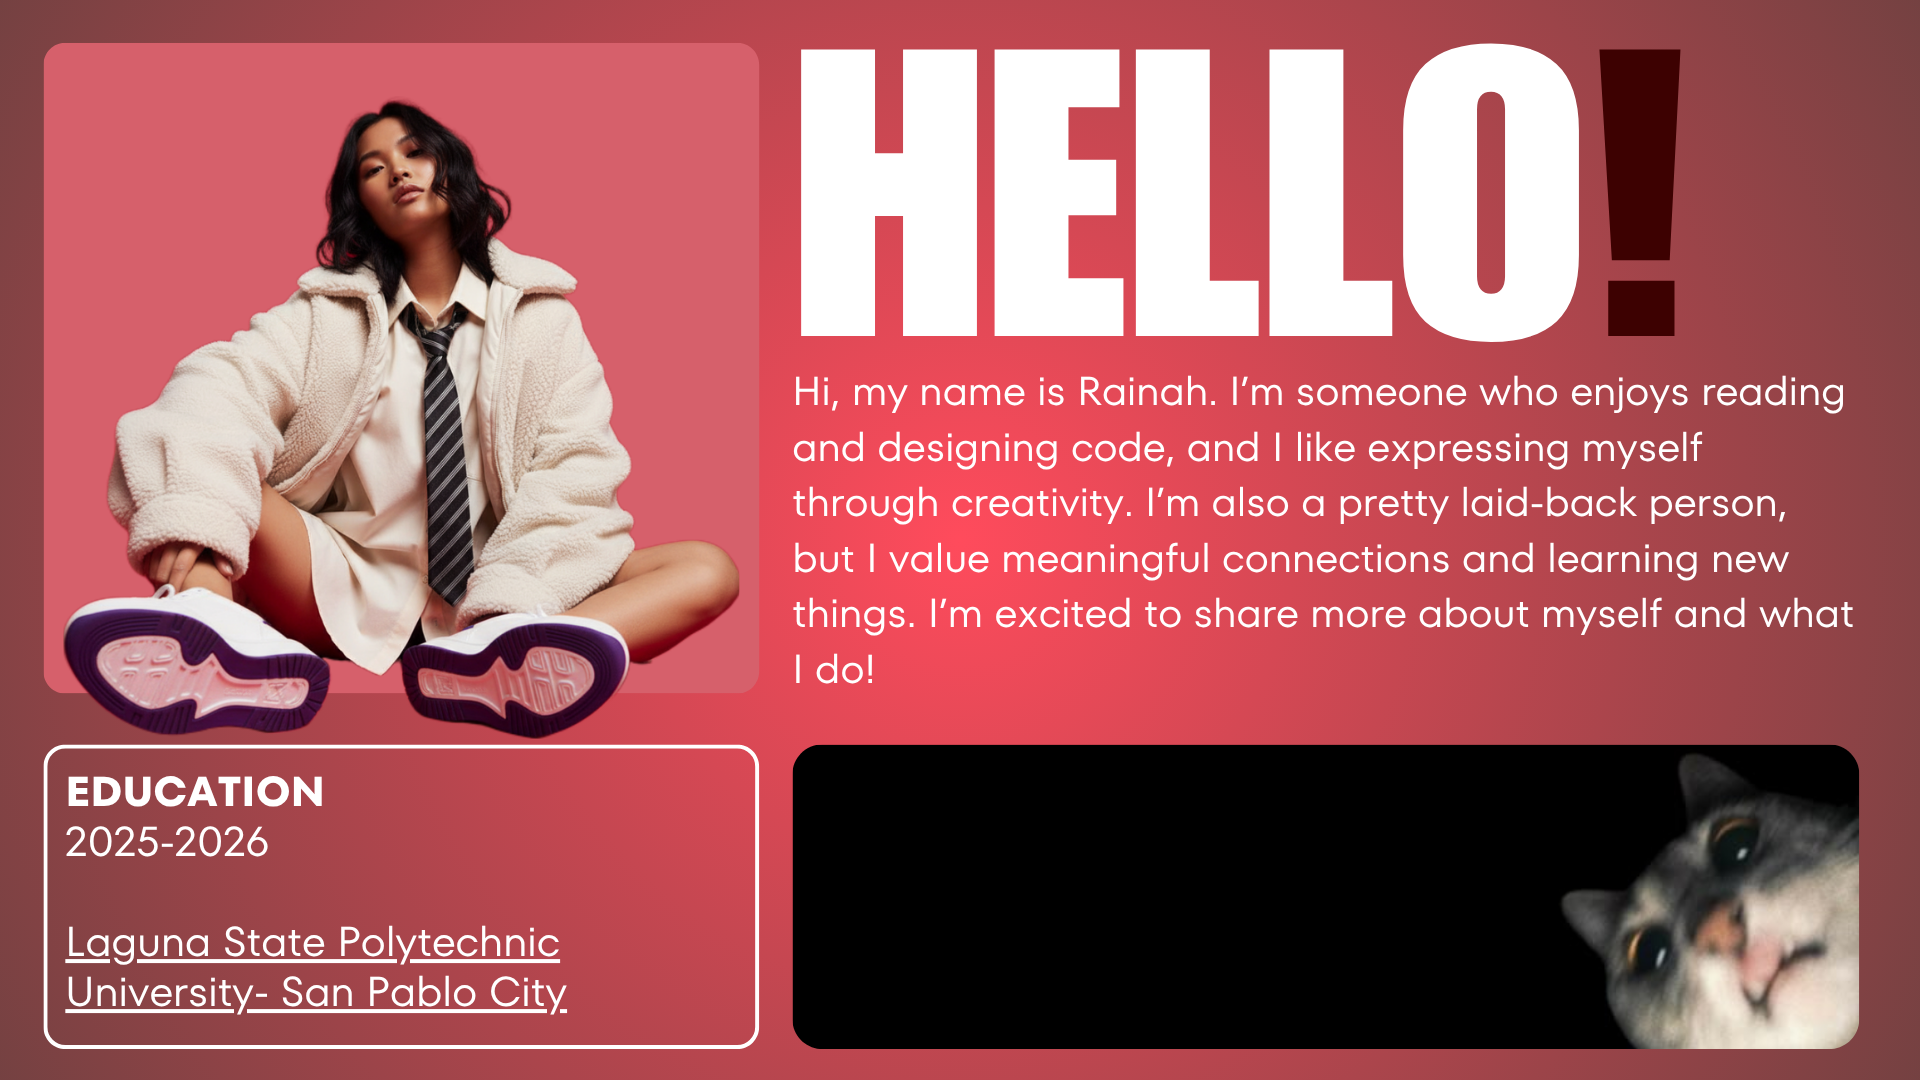 HELLO!
Hi, my name is Rainah. I’m someone who enjoys reading
and designing code, and I like expressing myself
through creativity. I’m also a pretty laid-back person,
but I value meaningful connections and learning new
things. I’m excited to share more about myself and what
I do!
EDUCATION
2025-2026
Laguna State Polytechnic
University- San Pablo City